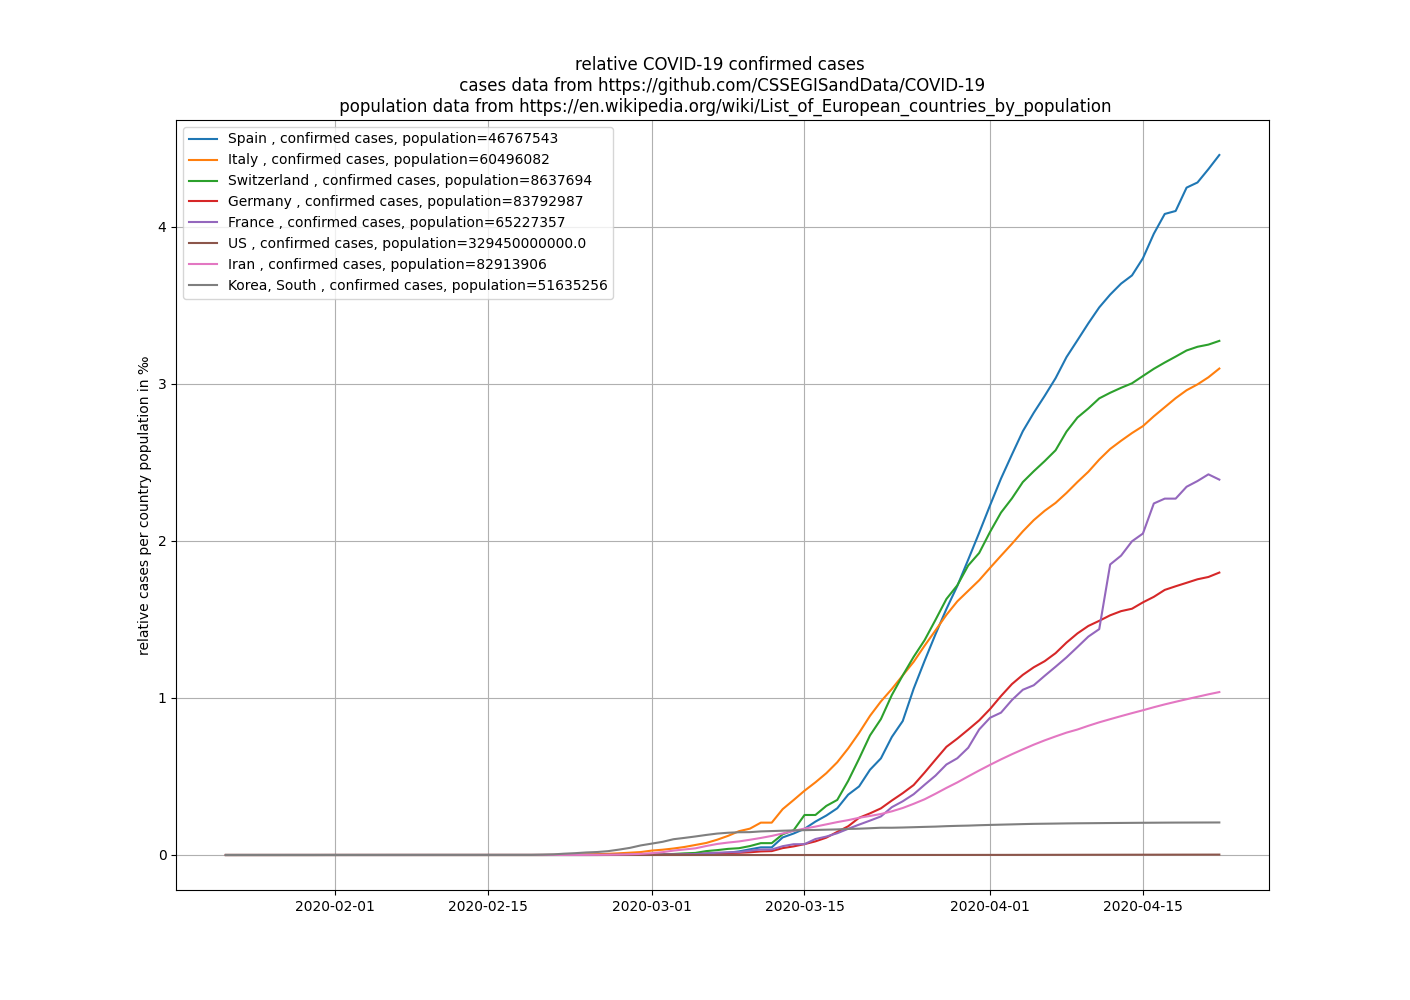 relative COVID-19 confirmed cases
cases data from https://github.com/CSSEGISandData/COVID-19
population data from https://en.wikipedia.org/wiki/List_of_European_countries_by_population
Spain , confirmed cases, population=46767543
Italy , confirmed cases, population=60496082
Switzerland , confirmed cases, population=8637694
Germany , confirmed cases, population=83792987
France , confirmed cases, population=65227357
US , confirmed cases, population=329450000000.0
Iran , confirmed cases, population=82913906
Korea, South , confirmed cases, population=51635256
relative cases per country population in ‰
4
3
2
1
0
2020-02-01 2020-02-15 2020-03-01 2020-03-15 2020-04-01 2020-04-15